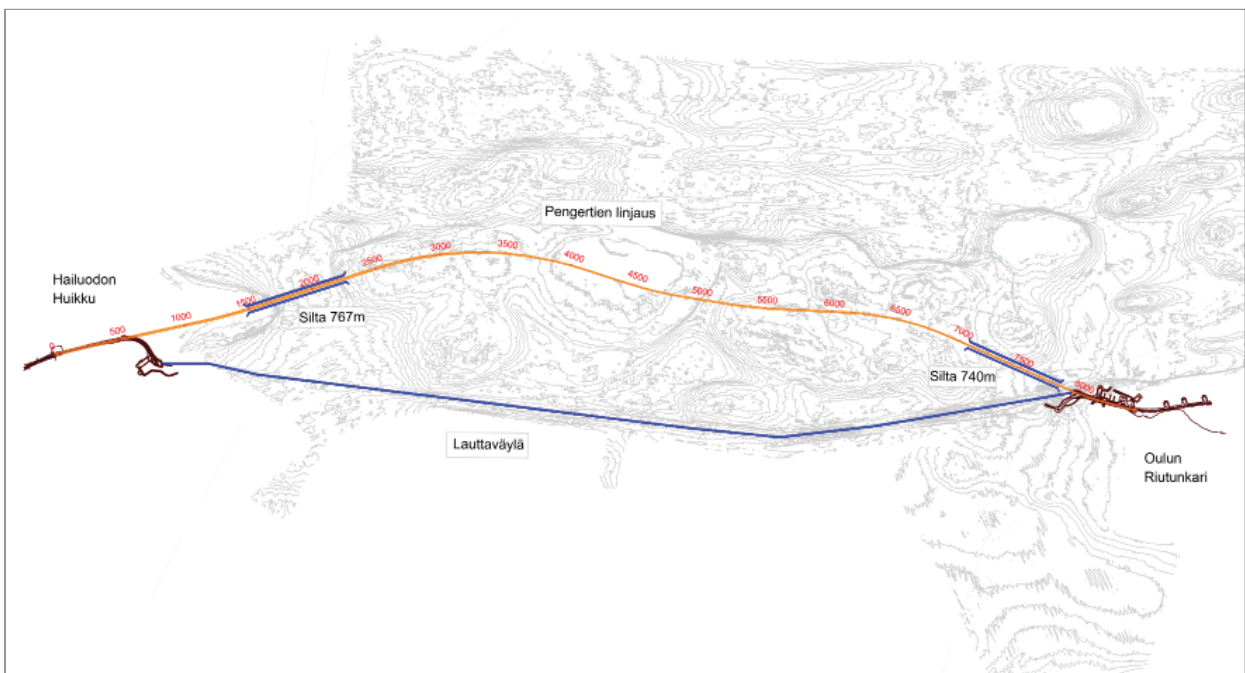 Pengertien linjaus
Hailuodon
Huikku
0
500
1000
1500
2000
2500
3000
3500
4000
4500
5000
5500
6000
6500
7000
7500
8000
Silta 767m
Silta 740m
Lauttaväylä
Oulun
Riutunkari